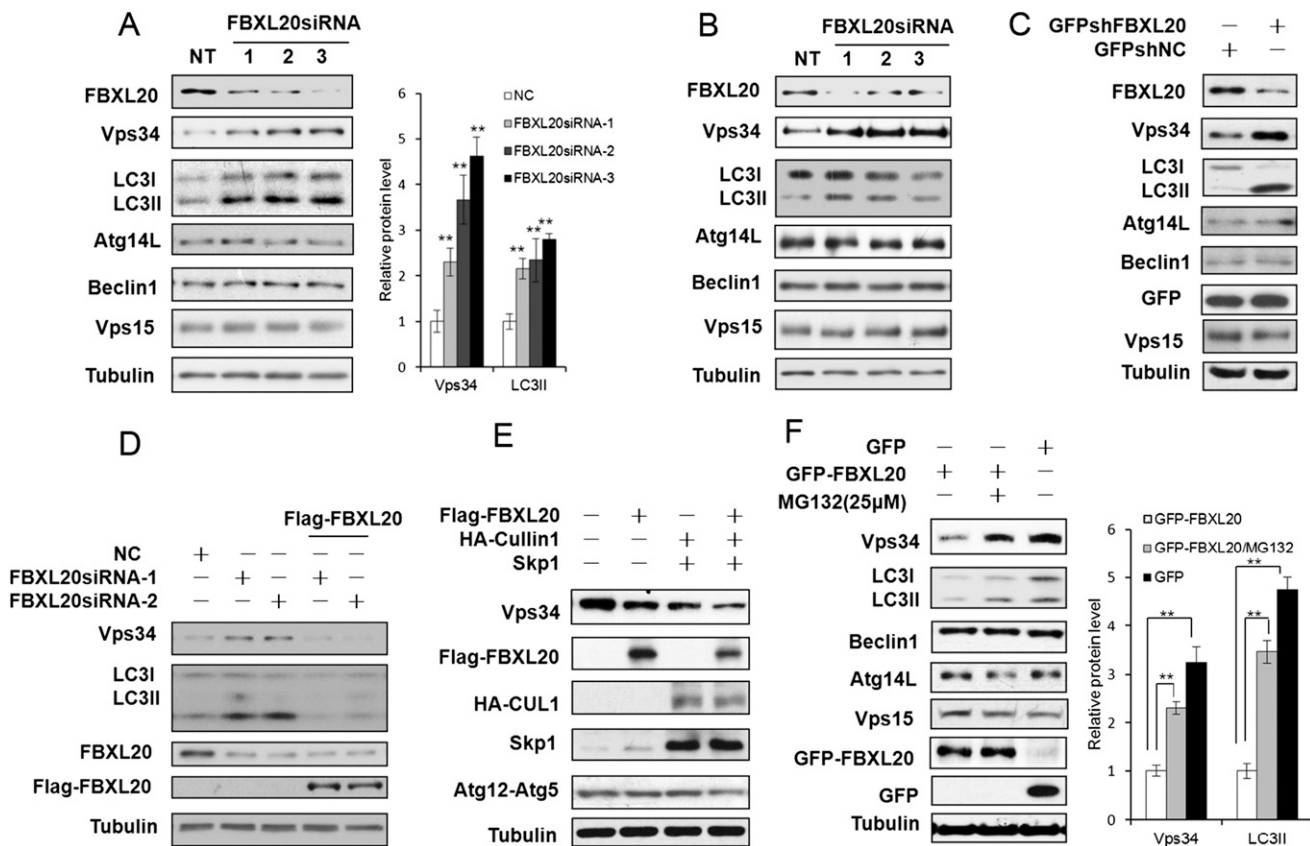 A
FBXL20siRNA
NT 1 2 3
FBXL20
Vps34
LC3I
LC3II
Atg14L
Beclin1
Vps15
Tubulin
Relative protein level
6
5
4
3
2
1
0
NC
FBXL20siRNA-1
FBXL20siRNA-2
FBXL20siRNA-3
** ** **
** ** **
Vps34 LC3II
B
FBXL20siRNA
NT 1 2 3
FBXL20
Vps34
LC3I
LC3II
Atg14L
Beclin1
Vps15
Tubulin
C
GFPshFBXL20 − +
GFPshNC + −
FBXL20
Vps34
LC3I
LC3II
Atg14L
Beclin1
GFP
Vps15
Tubulin
D
Flag-FBXL20
NC + − − − −
FBXL20siRNA-1 − + − + −
FBXL20siRNA-2 − − + − +
Vps34
LC3I
LC3II
FBXL20
Flag-FBXL20
Tubulin
E
Flag-FBXL20 − + − +
HA-Cullin1 − − + +
Skp1 − − + +
Vps34
Flag-FBXL20
HA-CUL1
Skp1
Atg12-Atg5
Tubulin
F
GFP − − +
GFP-FBXL20 + + −
MG132(25μM) − + −
Vps34
LC3I
LC3II
Beclin1
Atg14L
Vps15
GFP-FBXL20
GFP
Tubulin
Relative protein level
6
5
4
3
2
1
0
GFP-FBXL20
GFP-FBXL20/MG132
GFP
** **
** **
Vps34 LC3II